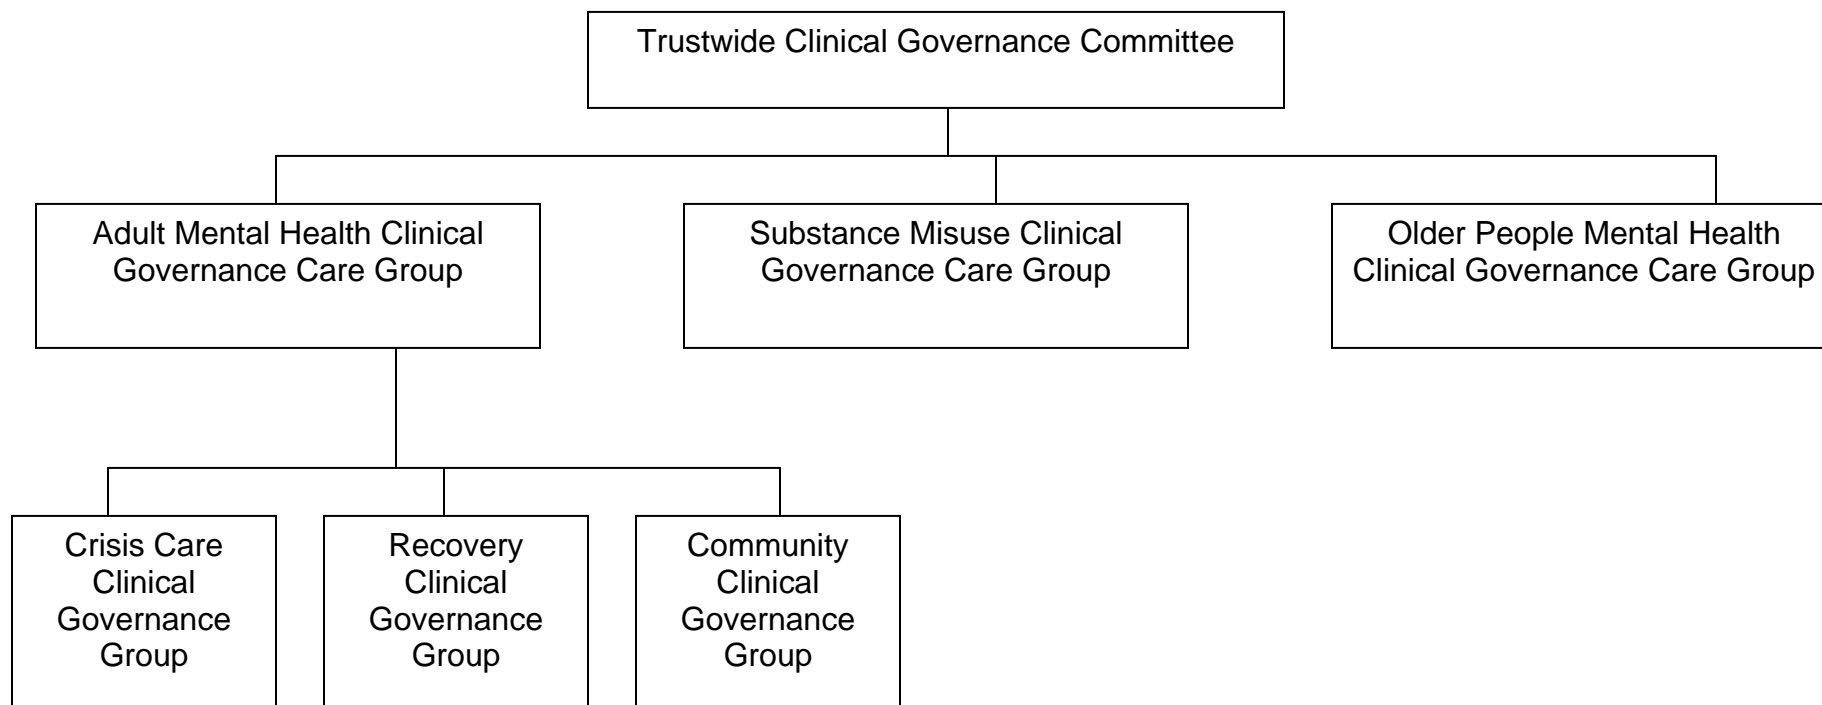 Trustwide Clinical Governance Committee
Adult Mental Health Clinical
Governance Care Group
Substance Misuse Clinical
Governance Care Group
Older People Mental Health
Clinical Governance Care Group
Crisis Care
Clinical
Governance
Group
Recovery
Clinical
Governance
Group
Community
Clinical
Governance
Group